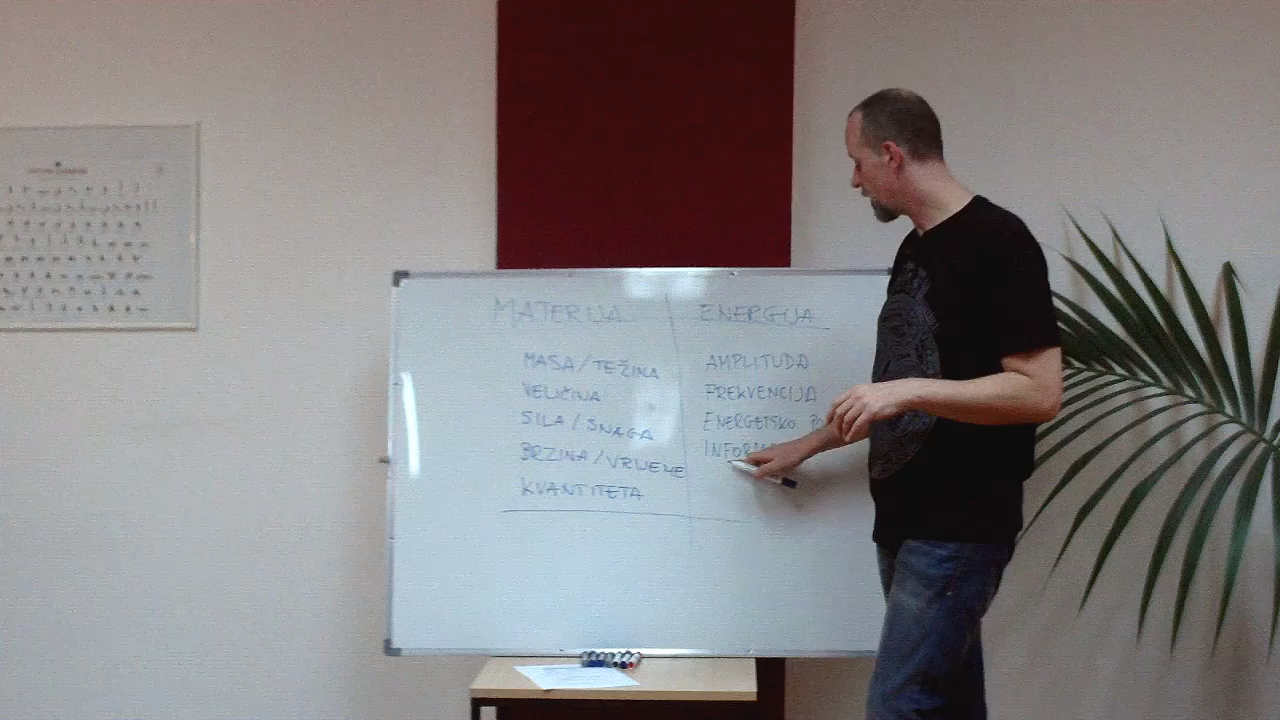 MATERIJA
MASA/TEŽINA
VELIČINA
SILA/SNAGA
BRZINA/VRIJEME
KVANTITETA
ENERGIJA
AMPLITUDA
FREKVENCIJA
ENERGETSKO